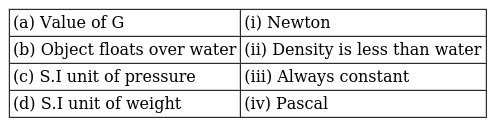 (a) Value of G (i) Newton
(b) Object floats over water (ii) Density is less than water
(c) S.I unit of pressure (iii) Always constant
(d) S.I unit of weight (iv) Pascal